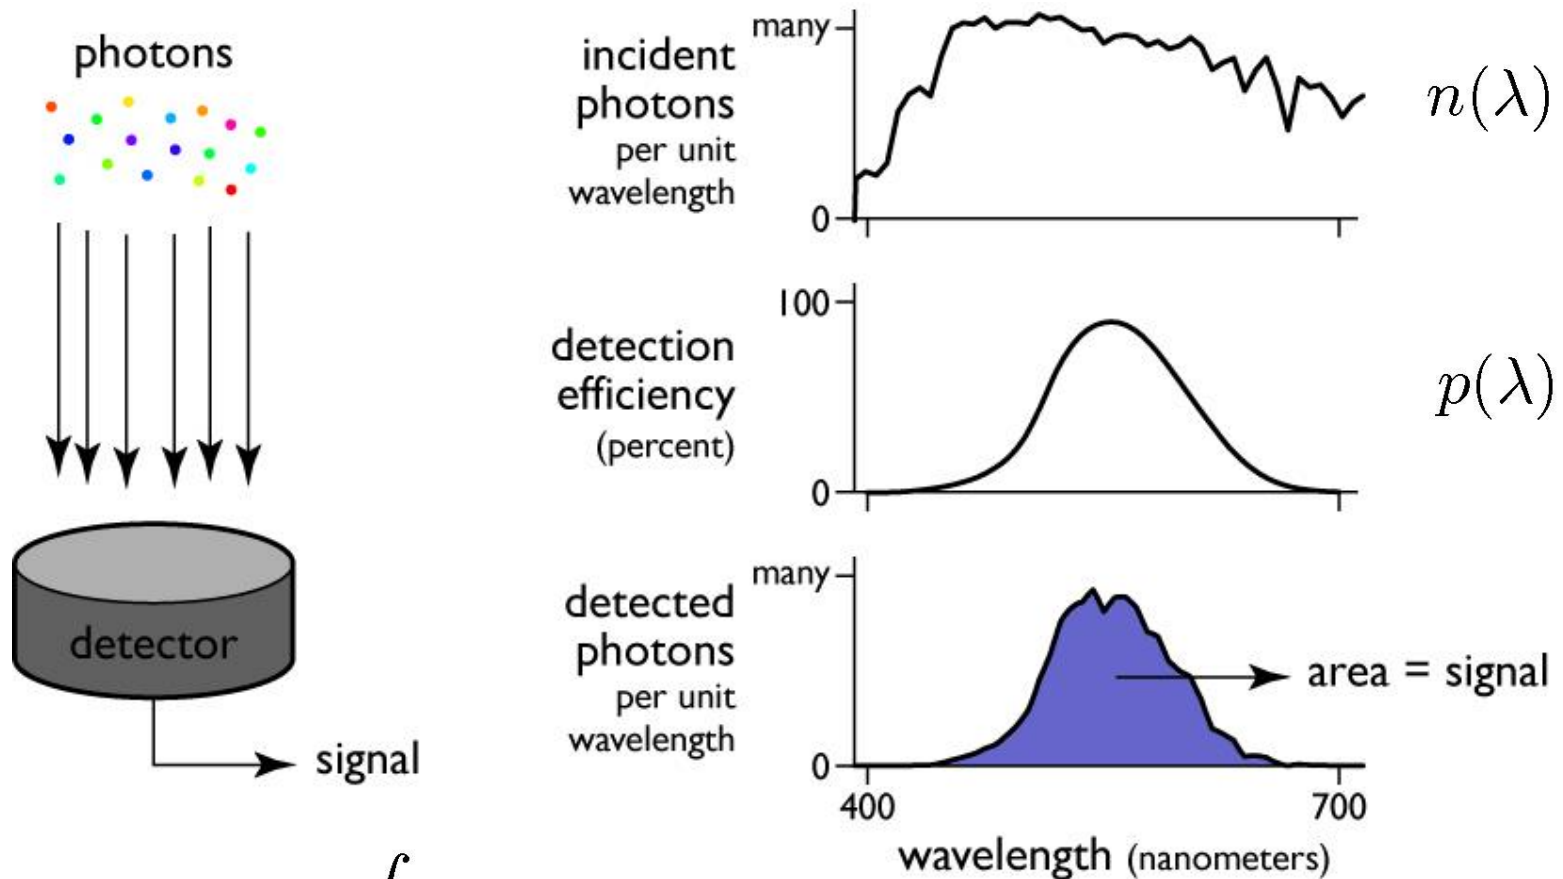 photons
detector
signal
incident
photons
per unit
wavelength
many
0
n(λ)
detection
efficiency
(percent)
100
0
p(λ)
detected
photons
per unit
wavelength
many
0
area = signal
400
700
wavelength (nanometers)